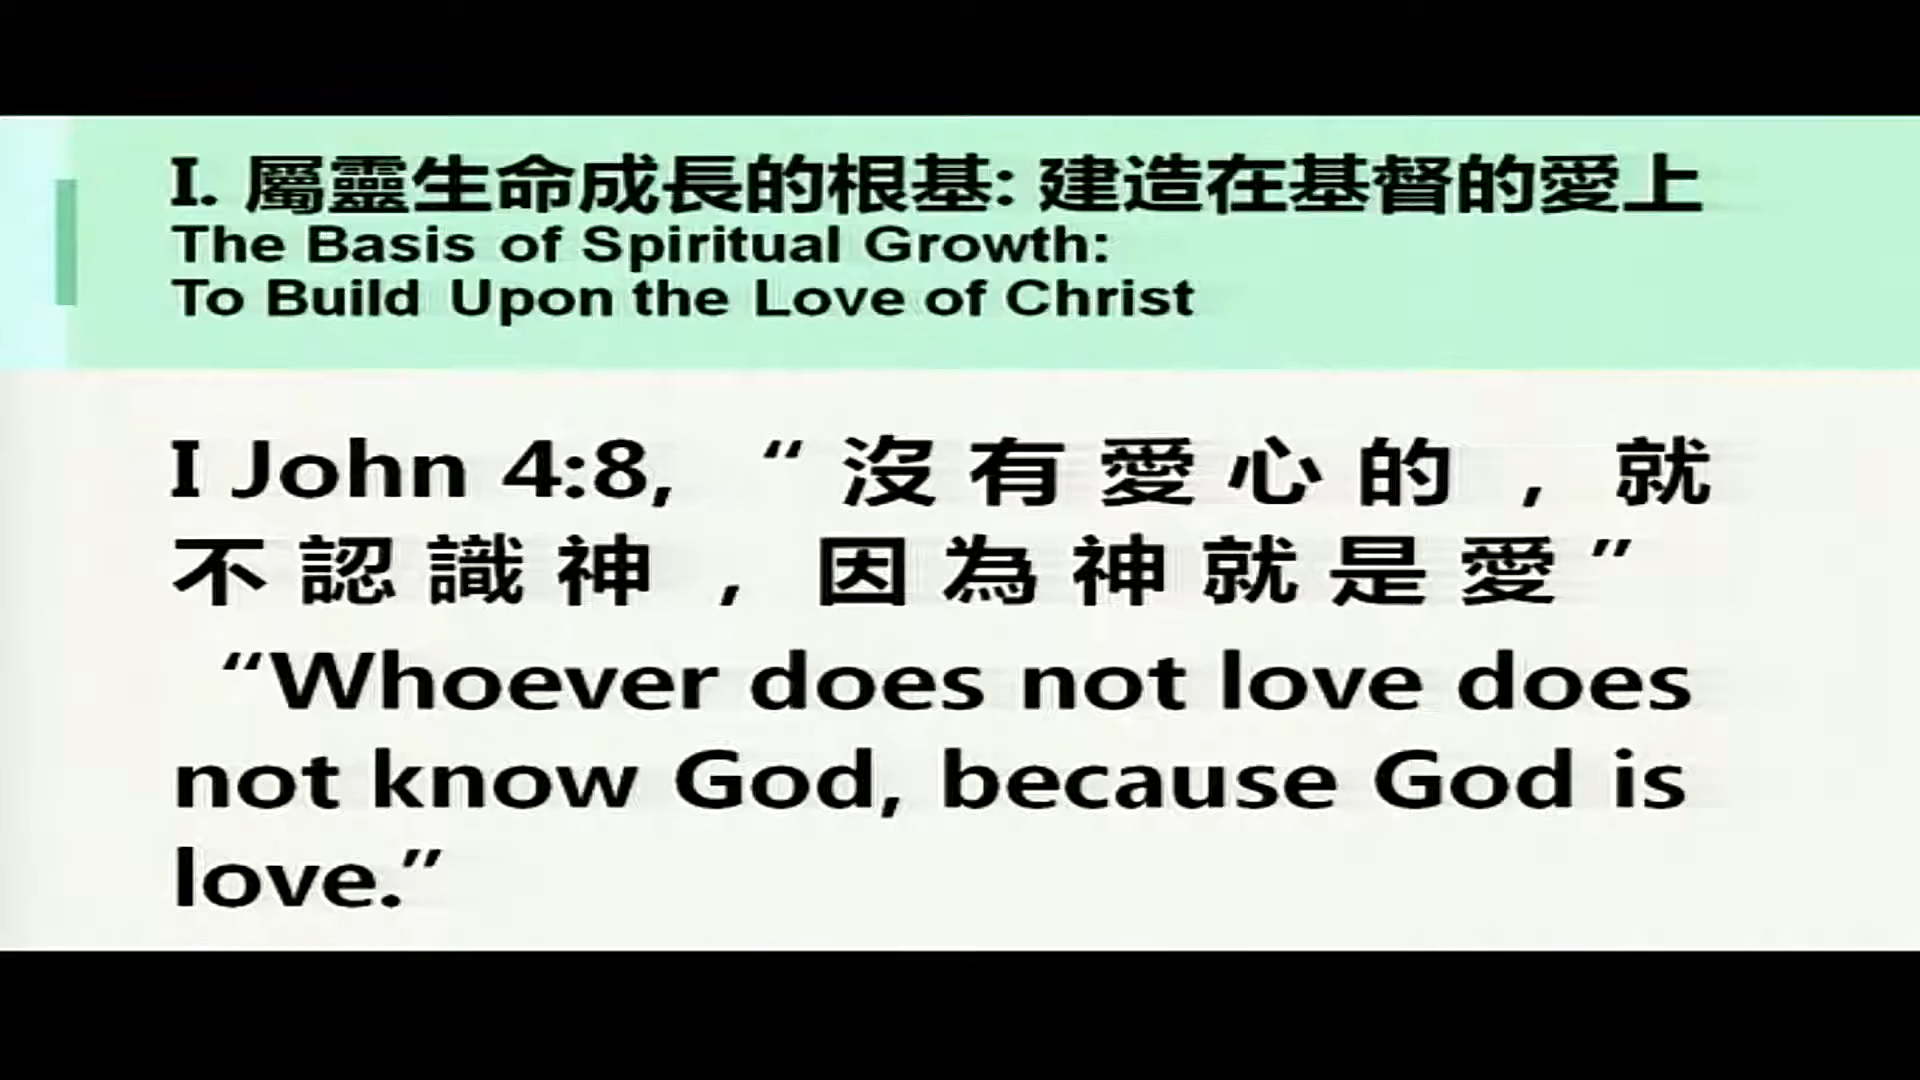 I. 屬靈生命成長的根基: 建造在基督的愛上
The Basis of Spiritual Growth:
To Build Upon the Love of Christ
I John 4:8, “沒有愛心的，就
不認識神，因為神就是愛”
“Whoever does not love does
not know God, because God is
love.”